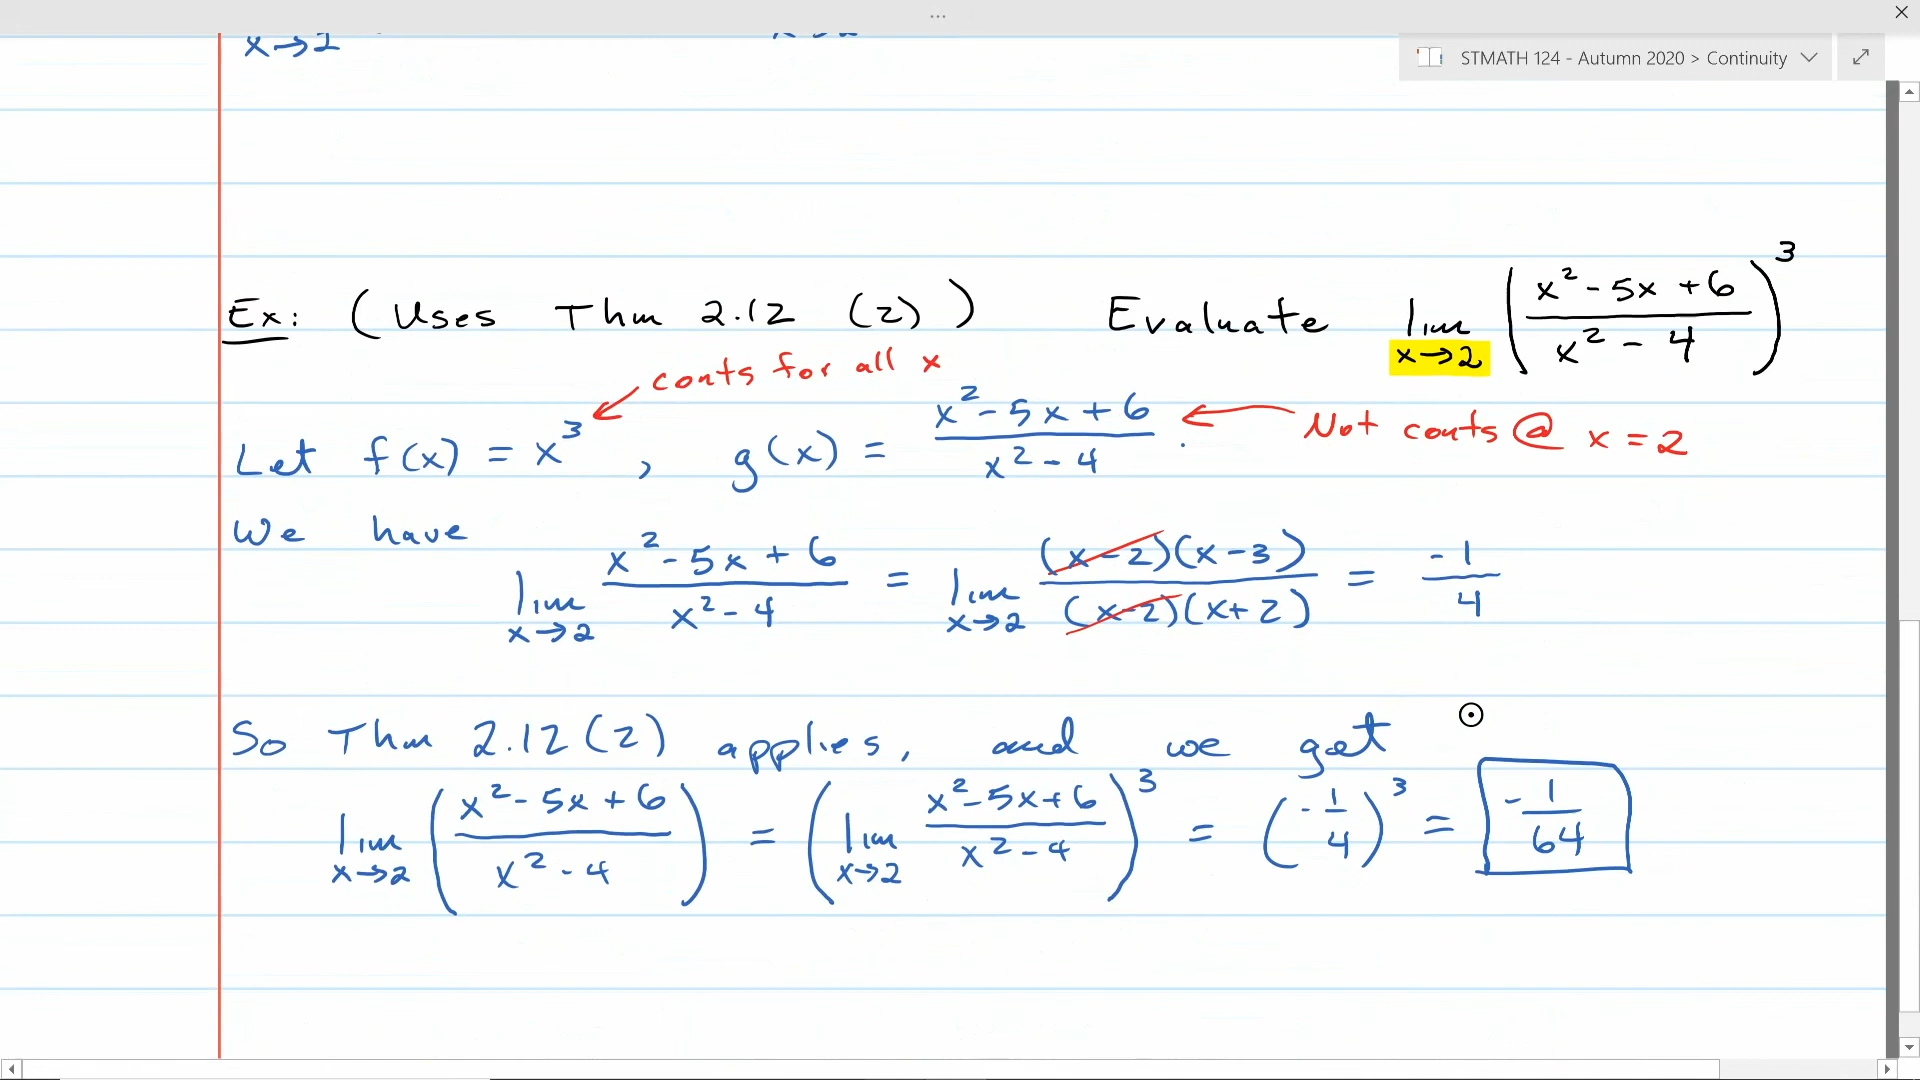 x→1
STMATH 124 - Autumn 2020 > Continuity
Ex: (Uses Thm 2.12 (2)) Evaluate lim x→2 ((x² - 5x + 6)/(x² - 4))³
conts for all x
Let f(x) = x³, g(x) = (x² - 5x + 6)/(x² - 4). Not conts @ x = 2
We have
lim x→2 (x² - 5x + 6)/(x² - 4) = lim x→2 ((x-2)(x-3))/((x-2)(x+2)) = -1/4
So Thm 2.12(2) applies, and we get
lim x→2 ((x² - 5x + 6)/(x² - 4)) = (lim x→2 (x² - 5x + 6)/(x² - 4))³ = (-1/4)³ = -1/64